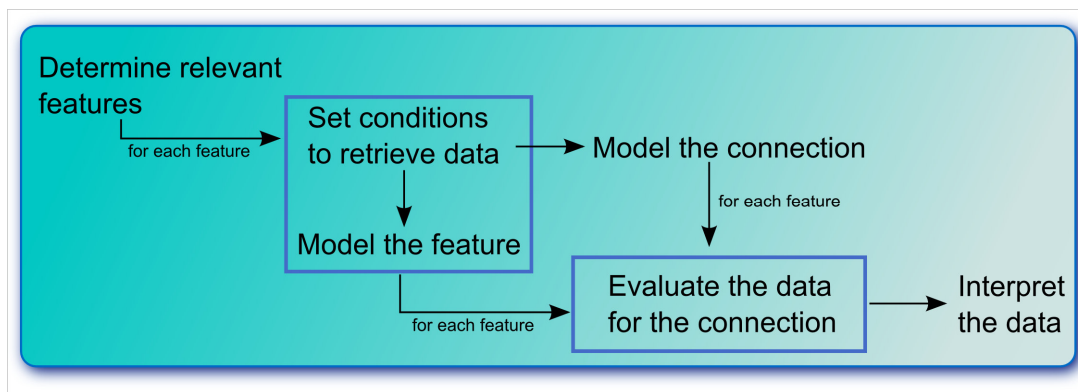 Determine relevant
features
for each feature
Set conditions
to retrieve data
Model the feature
Model the connection
for each feature
for each feature
Evaluate the data
for the connection
Interpret
the data